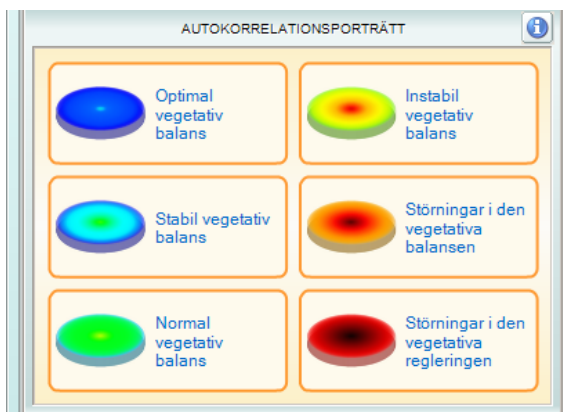 AUTOKORRELATIONSPORTRÄTT
Optimal
vegetativ
balans
Instabil
vegetativ
balans
Stabil vegetativ
balans
Störningar i den
vegetativa
balansen
Normal
vegetativ
balans
Störningar i den
vegetativa
regleringen